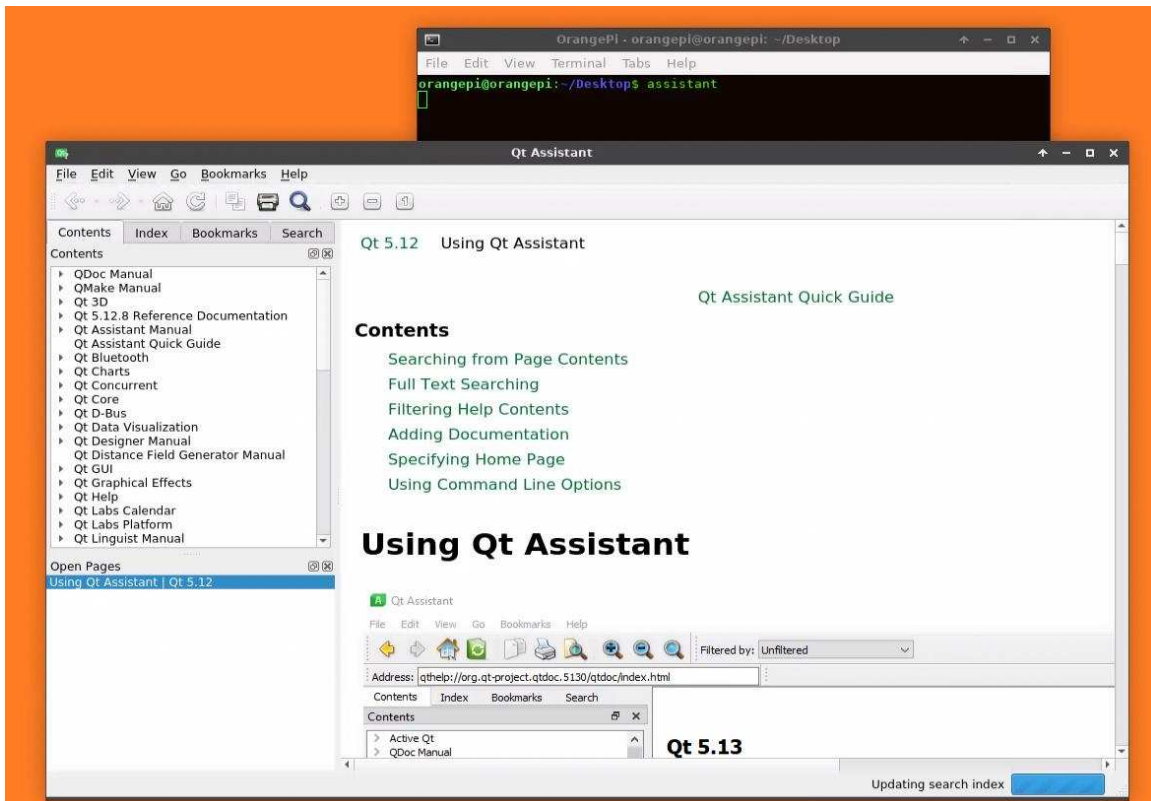 OrangePi - orangepi@orangepi: ~/Desktop
File Edit View Terminal Tabs Help
orangepi@orangepi:~/Desktop$ assistant
Qt Assistant
File Edit View Go Bookmarks Help
Contents Index Bookmarks Search
Contents
QDoc Manual
QMake Manual
Qt 3D
Qt 5.12.8 Reference Documentation
Qt Assistant Manual
Qt Assistant Quick Guide
Qt Bluetooth
Qt Charts
Qt Concurrent
Qt Core
Qt D-Bus
Qt Data Visualization
Qt Designer Manual
Qt Distance Field Generator Manual
Qt GUI
Qt Graphical Effects
Qt Help
Qt Labs Calendar
Qt Labs Platform
Qt Linguist Manual
Open Pages
Using Qt Assistant | Qt 5.12
Qt 5.12 Using Qt Assistant
Qt Assistant Quick Guide
Contents
Searching from Page Contents
Full Text Searching
Filtering Help Contents
Adding Documentation
Specifying Home Page
Using Command Line Options
Using Qt Assistant
Qt Assistant
File Edit View Go Bookmarks Help
Filtered by: Unfiltered
Address: qthelp://org.qt-project.qtdoc.5130/qtdoc/index.html
Contents Index Bookmarks Search
Contents
Active Qt
QDoc Manual
Qt 5.13
Updating search index